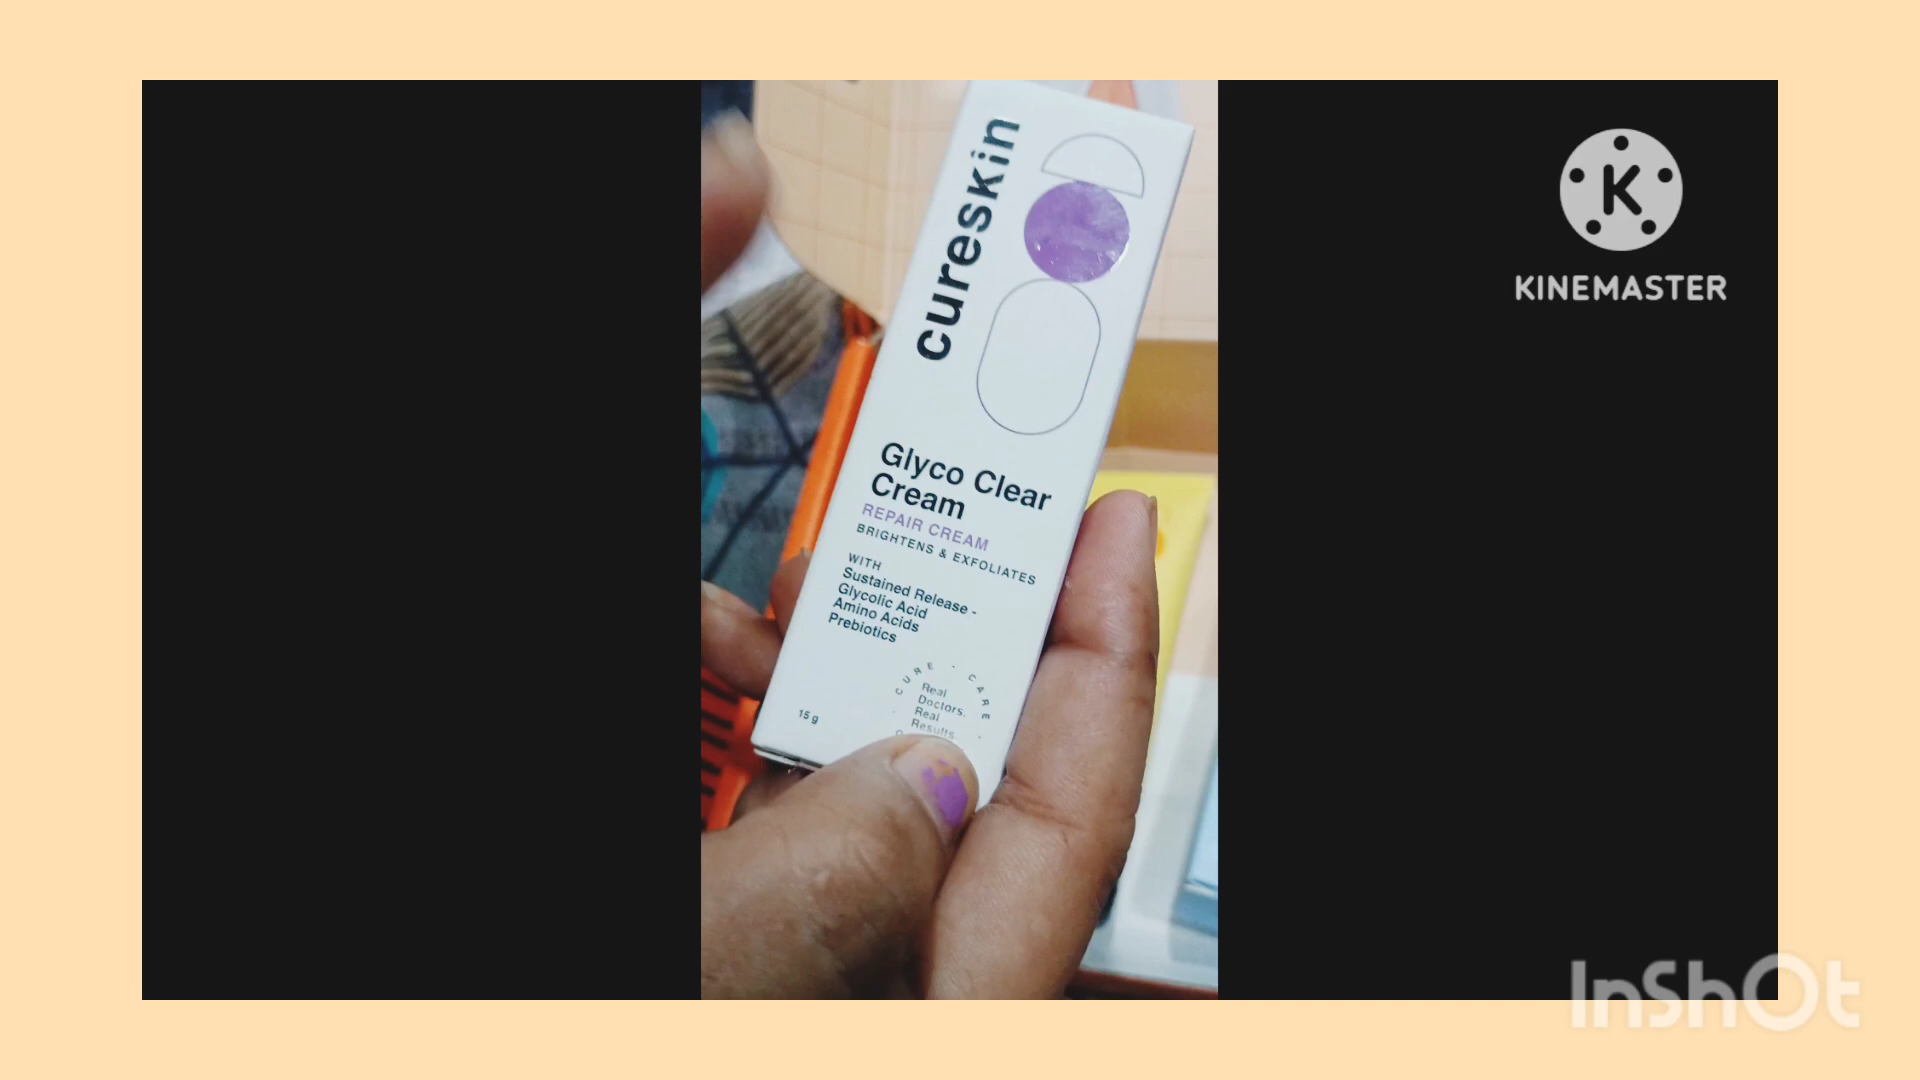 cureskin
Glyco Clear
Cream
REPAIR CREAM
BRIGHTENS & EXFOLIATES
WITH
Sustained Release -
Glycolic Acid
Amino Acids
Prebiotics
CURE · CARE ·
Real
Doctors.
Real
Results
15 g
K
KINEMASTER
InShOt